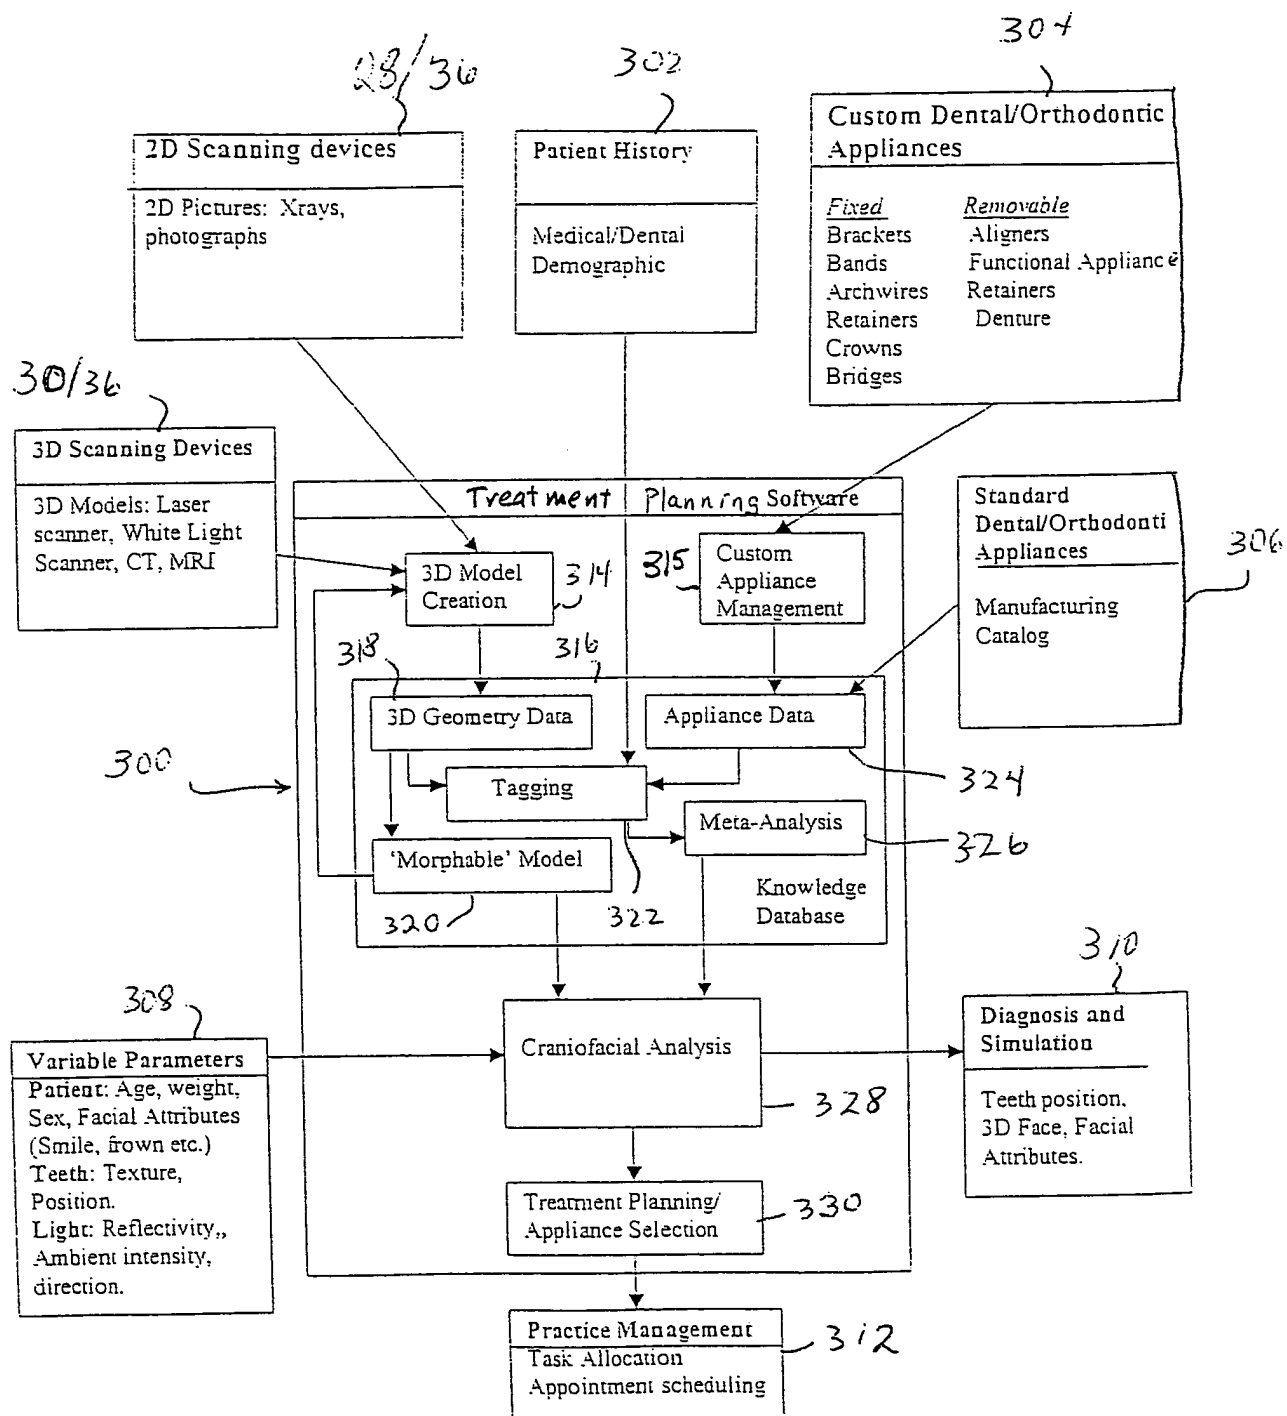 304
28/36
302
2D Scanning devices
2D Pictures: Xrays,
photographs
Patient History
Medical/Dental
Demographic
Custom Dental/Orthodontic
Appliances
Fixed Removable
Brackets Aligners
Bands Functional Appliance
Archwires Retainers
Retainers Denture
Crowns
Bridges
30/36
3D Scanning Devices
3D Models: Laser
scanner, White Light
Scanner, CT, MRI
Treatment Planning Software
3D Model
Creation
314
315
Custom
Appliance
Management
Standard
Dental/Orthodonti
Appliances
Manufacturing
Catalog
306
318
316
3D Geometry Data
Appliance Data
300
Tagging
324
Meta-Analysis
326
'Morphable' Model
320
322
Knowledge
Database
308
310
Variable Parameters
Patient: Age, weight,
Sex, Facial Attributes
(Smile, frown etc.)
Teeth: Texture,
Position.
Light: Reflectivity,,
Ambient intensity,
direction.
Craniofacial Analysis
328
Diagnosis and
Simulation
Teeth position,
3D Face, Facial
Attributes.
Treatment Planning/
Appliance Selection
330
Practice Management
Task Allocation
Appointment scheduling
312